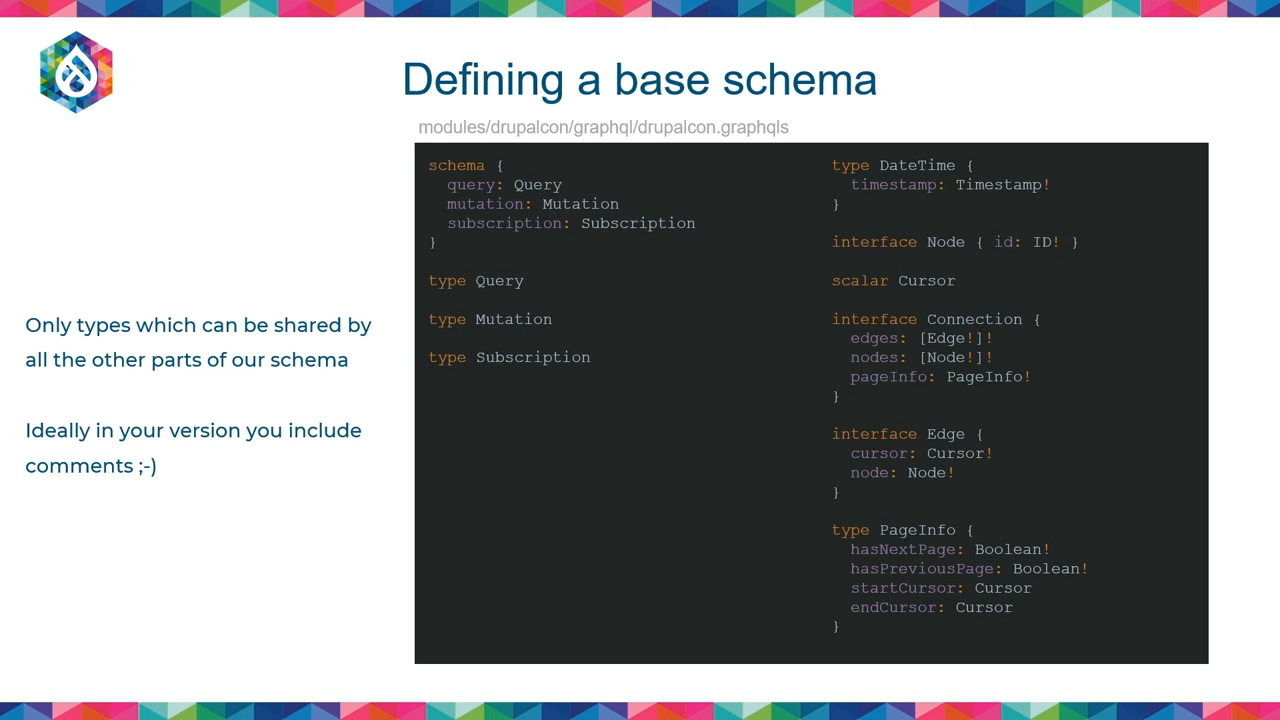 Defining a base schema
modules/drupalcon/graphql/drupalcon.graphqls
Only types which can be shared by
all the other parts of our schema
Ideally in your version you include
comments ;-)
schema {
  query: Query
  mutation: Mutation
  subscription: Subscription
}
type Query
type Mutation
type Subscription
type DateTime {
  timestamp: Timestamp!
}
interface Node { id: ID! }
scalar Cursor
interface Connection {
  edges: [Edge!]!
  nodes: [Node!]!
  pageInfo: PageInfo!
}
interface Edge {
  cursor: Cursor!
  node: Node!
}
type PageInfo {
  hasNextPage: Boolean!
  hasPreviousPage: Boolean!
  startCursor: Cursor
  endCursor: Cursor
}